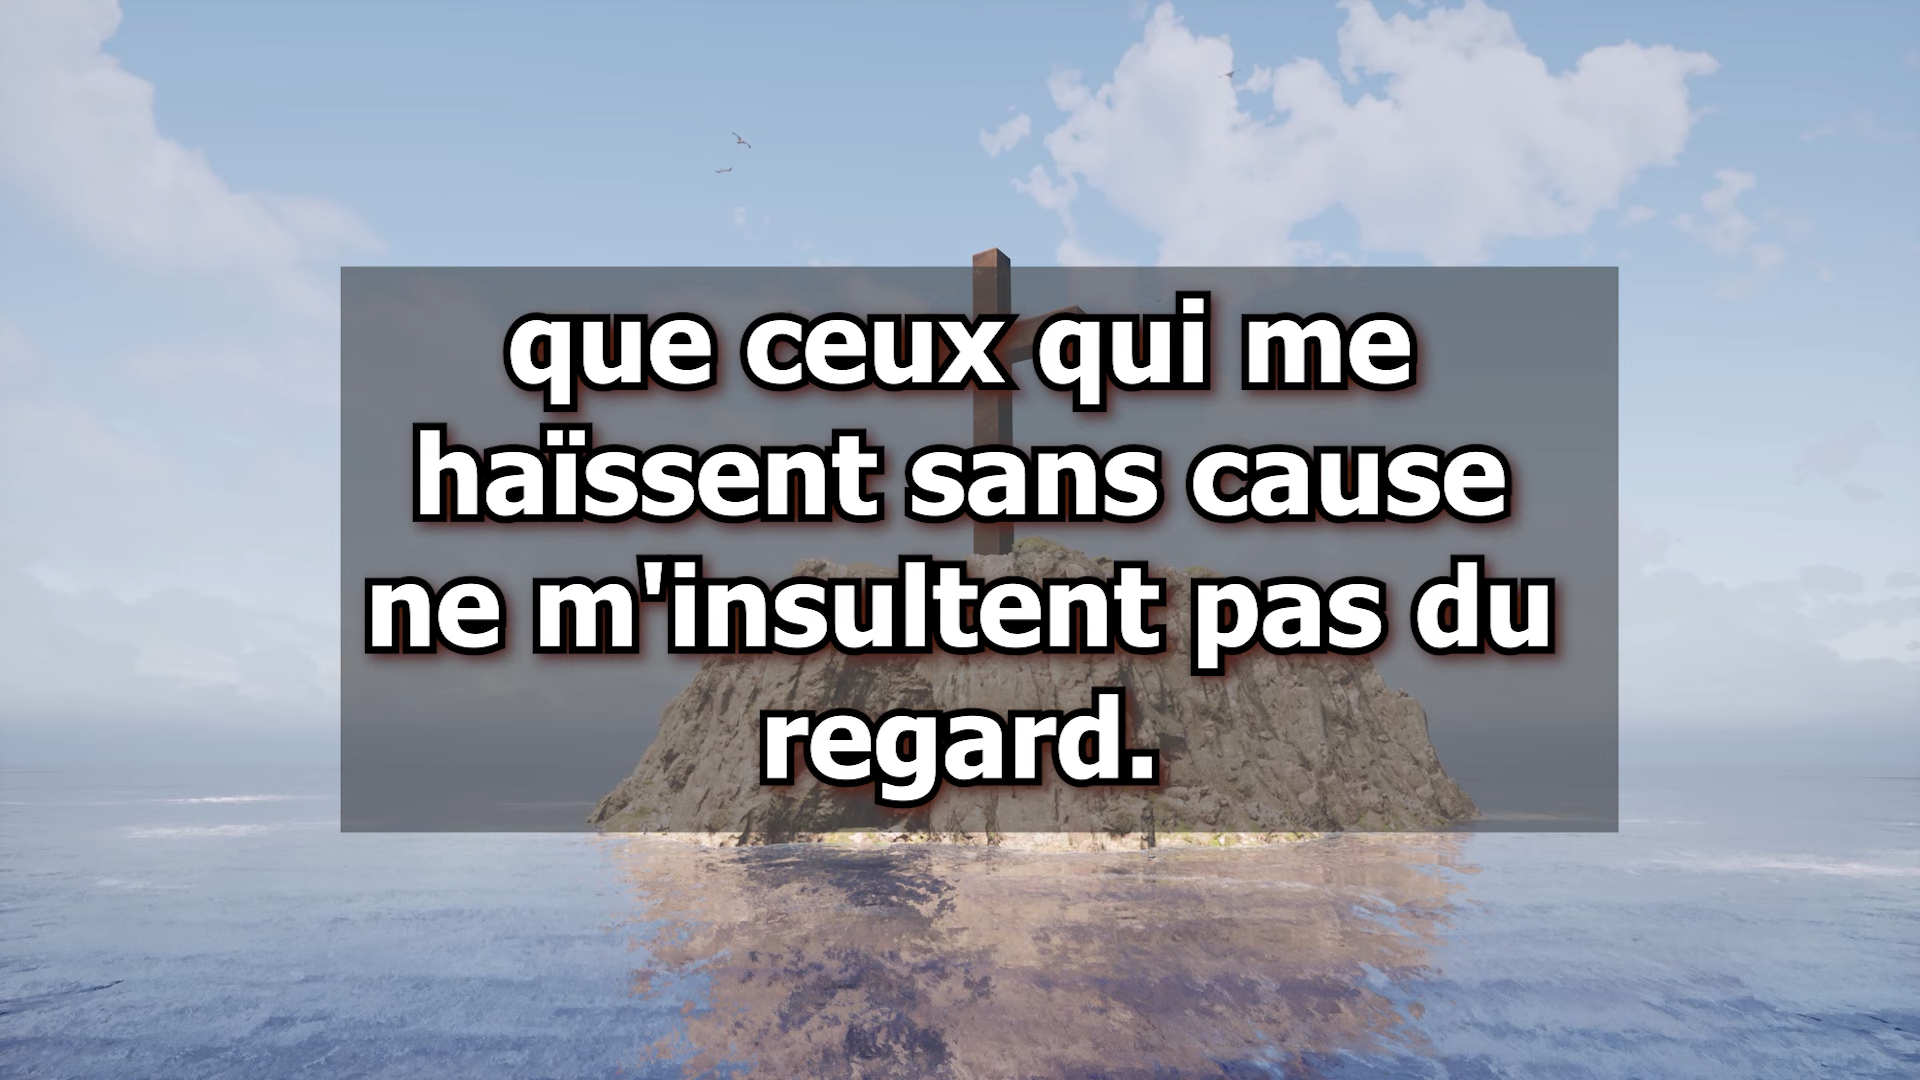 que ceux qui me
haïssent sans cause
ne m'insultent pas du
regard.